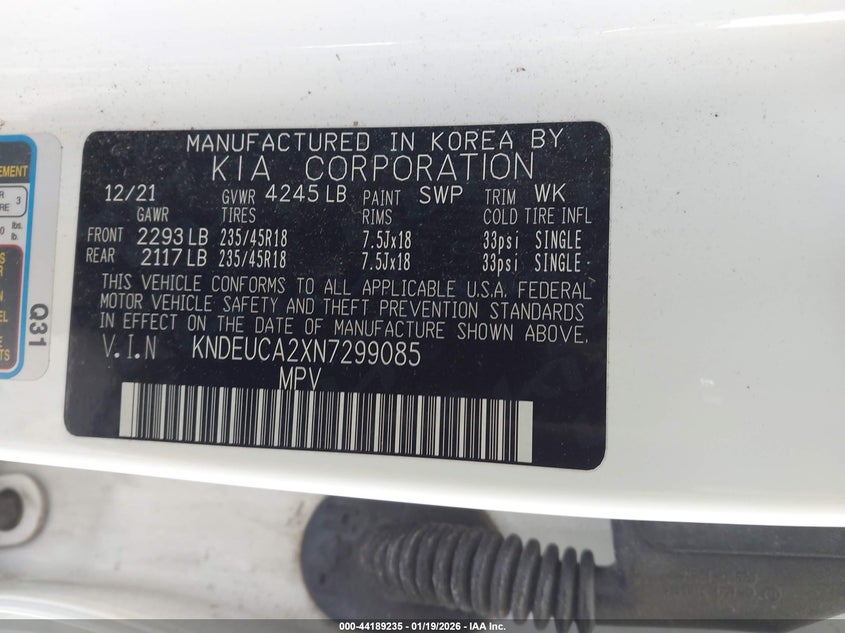 MANUFACTURED IN KOREA BY
KIA CORPORATION
12/21 GVWR 4245 LB PAINT SWP TRIM WK
GAWR TIRES RIMS COLD TIRE INFL
FRONT 2293 LB 235/45R18 7.5Jx18 33psi SINGLE
REAR 2117 LB 235/45R18 7.5Jx18 33psi SINGLE
THIS VEHICLE CONFORMS TO ALL APPLICABLE U.S.A. FEDERAL
MOTOR VEHICLE SAFETY AND THEFT PREVENTION STANDARDS
IN EFFECT ON THE DATE OF MANUFACTURE SHOWN ABOVE.
V.I.N KNDEUCA2XN7299085
MPV
Q31
000-44189235 - 01/19/2026 - IAA, Inc.